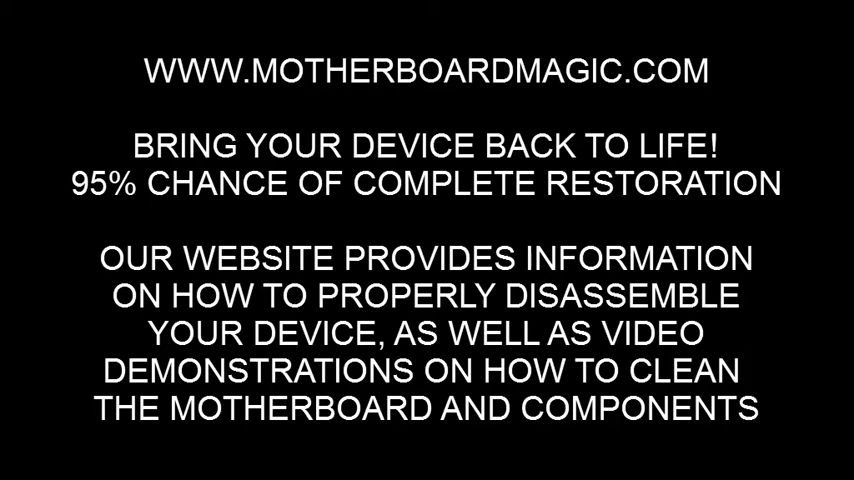 WWW.MOTHERBOARDMAGIC.COM
BRING YOUR DEVICE BACK TO LIFE!
95% CHANCE OF COMPLETE RESTORATION
OUR WEBSITE PROVIDES INFORMATION
ON HOW TO PROPERLY DISASSEMBLE
YOUR DEVICE, AS WELL AS VIDEO
DEMONSTRATIONS ON HOW TO CLEAN
THE MOTHERBOARD AND COMPONENTS